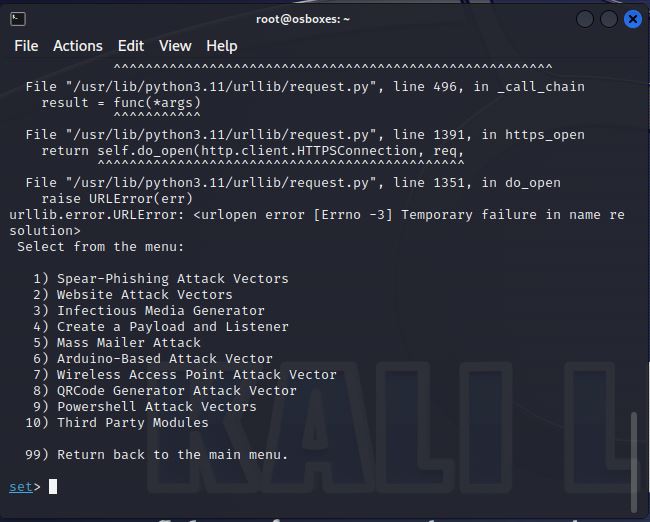 root@osboxes: ~
File Actions Edit View Help
^^^^^^^^^^^^^^^^^^^^^^^^^^^^^^^^^^^^^^^^^^^^^^^^^^^^^^^
File "/usr/lib/python3.11/urllib/request.py", line 496, in _call_chain
result = func(*args)
^^^^^^^^^^^
File "/usr/lib/python3.11/urllib/request.py", line 1391, in https_open
return self.do_open(http.client.HTTPSConnection, req,
^^^^^^^^^^^^^^^^^^^^^^^^^^^^^^^^^^^^^^^^^^^^^^
File "/usr/lib/python3.11/urllib/request.py", line 1351, in do_open
raise URLError(err)
urllib.error.URLError: <urlopen error [Errno -3] Temporary failure in name re
solution>
Select from the menu:
1) Spear-Phishing Attack Vectors
2) Website Attack Vectors
3) Infectious Media Generator
4) Create a Payload and Listener
5) Mass Mailer Attack
6) Arduino-Based Attack Vector
7) Wireless Access Point Attack Vector
8) QRCode Generator Attack Vector
9) Powershell Attack Vectors
10) Third Party Modules
99) Return back to the main menu.
set>
KALI L